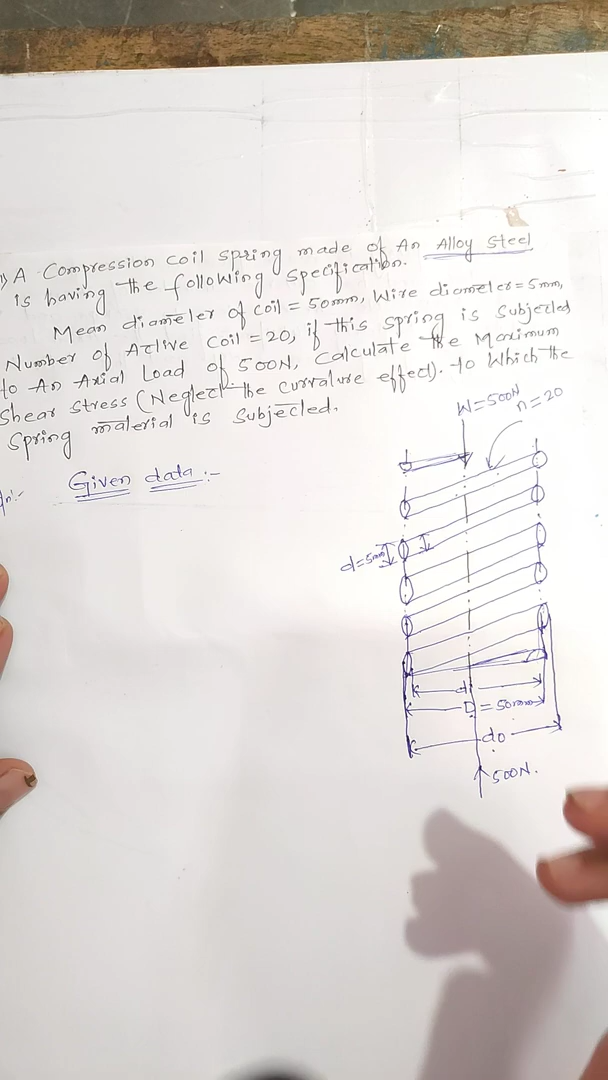 A Compression coil spring made of An Alloy Steel
is having the following specification.
Mean diameter of coil = 50mm, Wire diameter = 5mm,
Number of Active coil = 20, if this spring is Subjected
to An Axial Load of 500N, Calculate the Maximum
Shear Stress (Neglect the curvature effect). to Which the
Spring material is Subjected.
W = 500N
n = 20
Given data :-
d = 5mm
di
D = 50mm
do
500N.